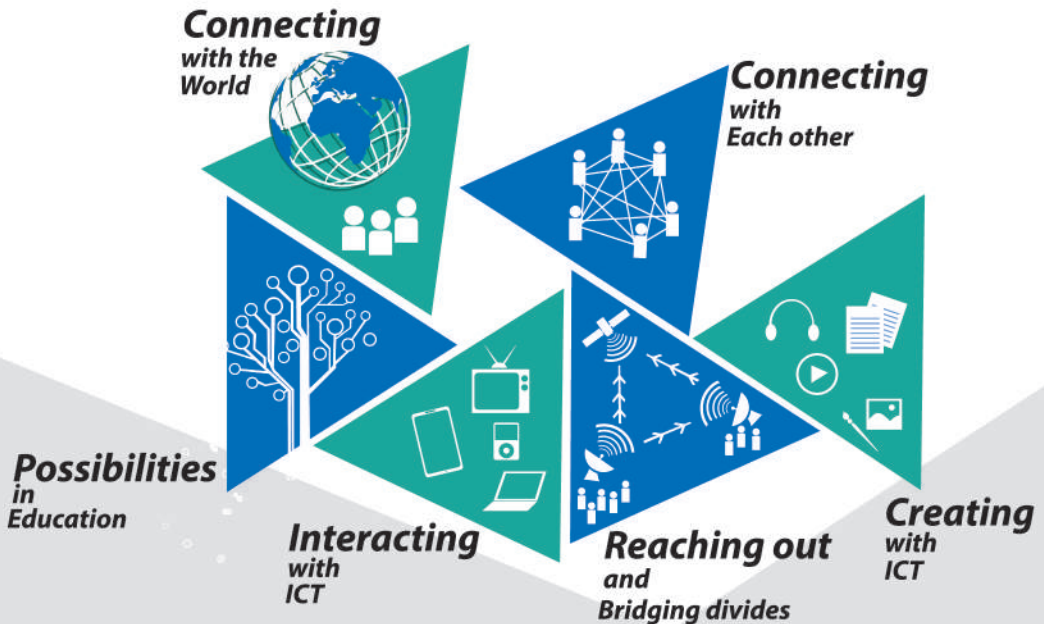 Connecting
with the
World
Connecting
with
Each other
Possibilities
in
Education
Interacting
with
ICT
Reaching out
and
Bridging divides
Creating
with
ICT